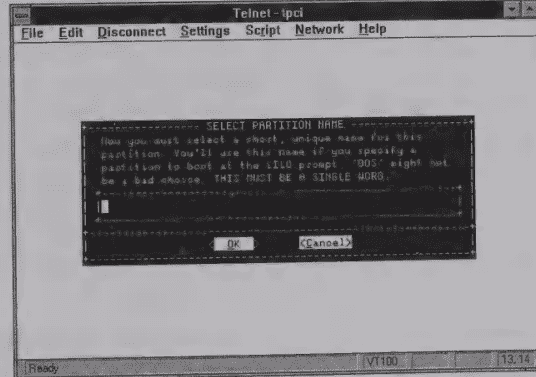 Telnet - tpci
File Edit Disconnect Settings Script Network Help
SELECT PARTITION NAME
Now you must select a short, unique name for this
partition. You'll use this name if you specify a
partition to boot at the LILO prompt. 'DOS' might not
be a bad choice. THIS MUST BE A SINGLE WORD.
< OK > <Cancel>
Ready VT100 13, 14